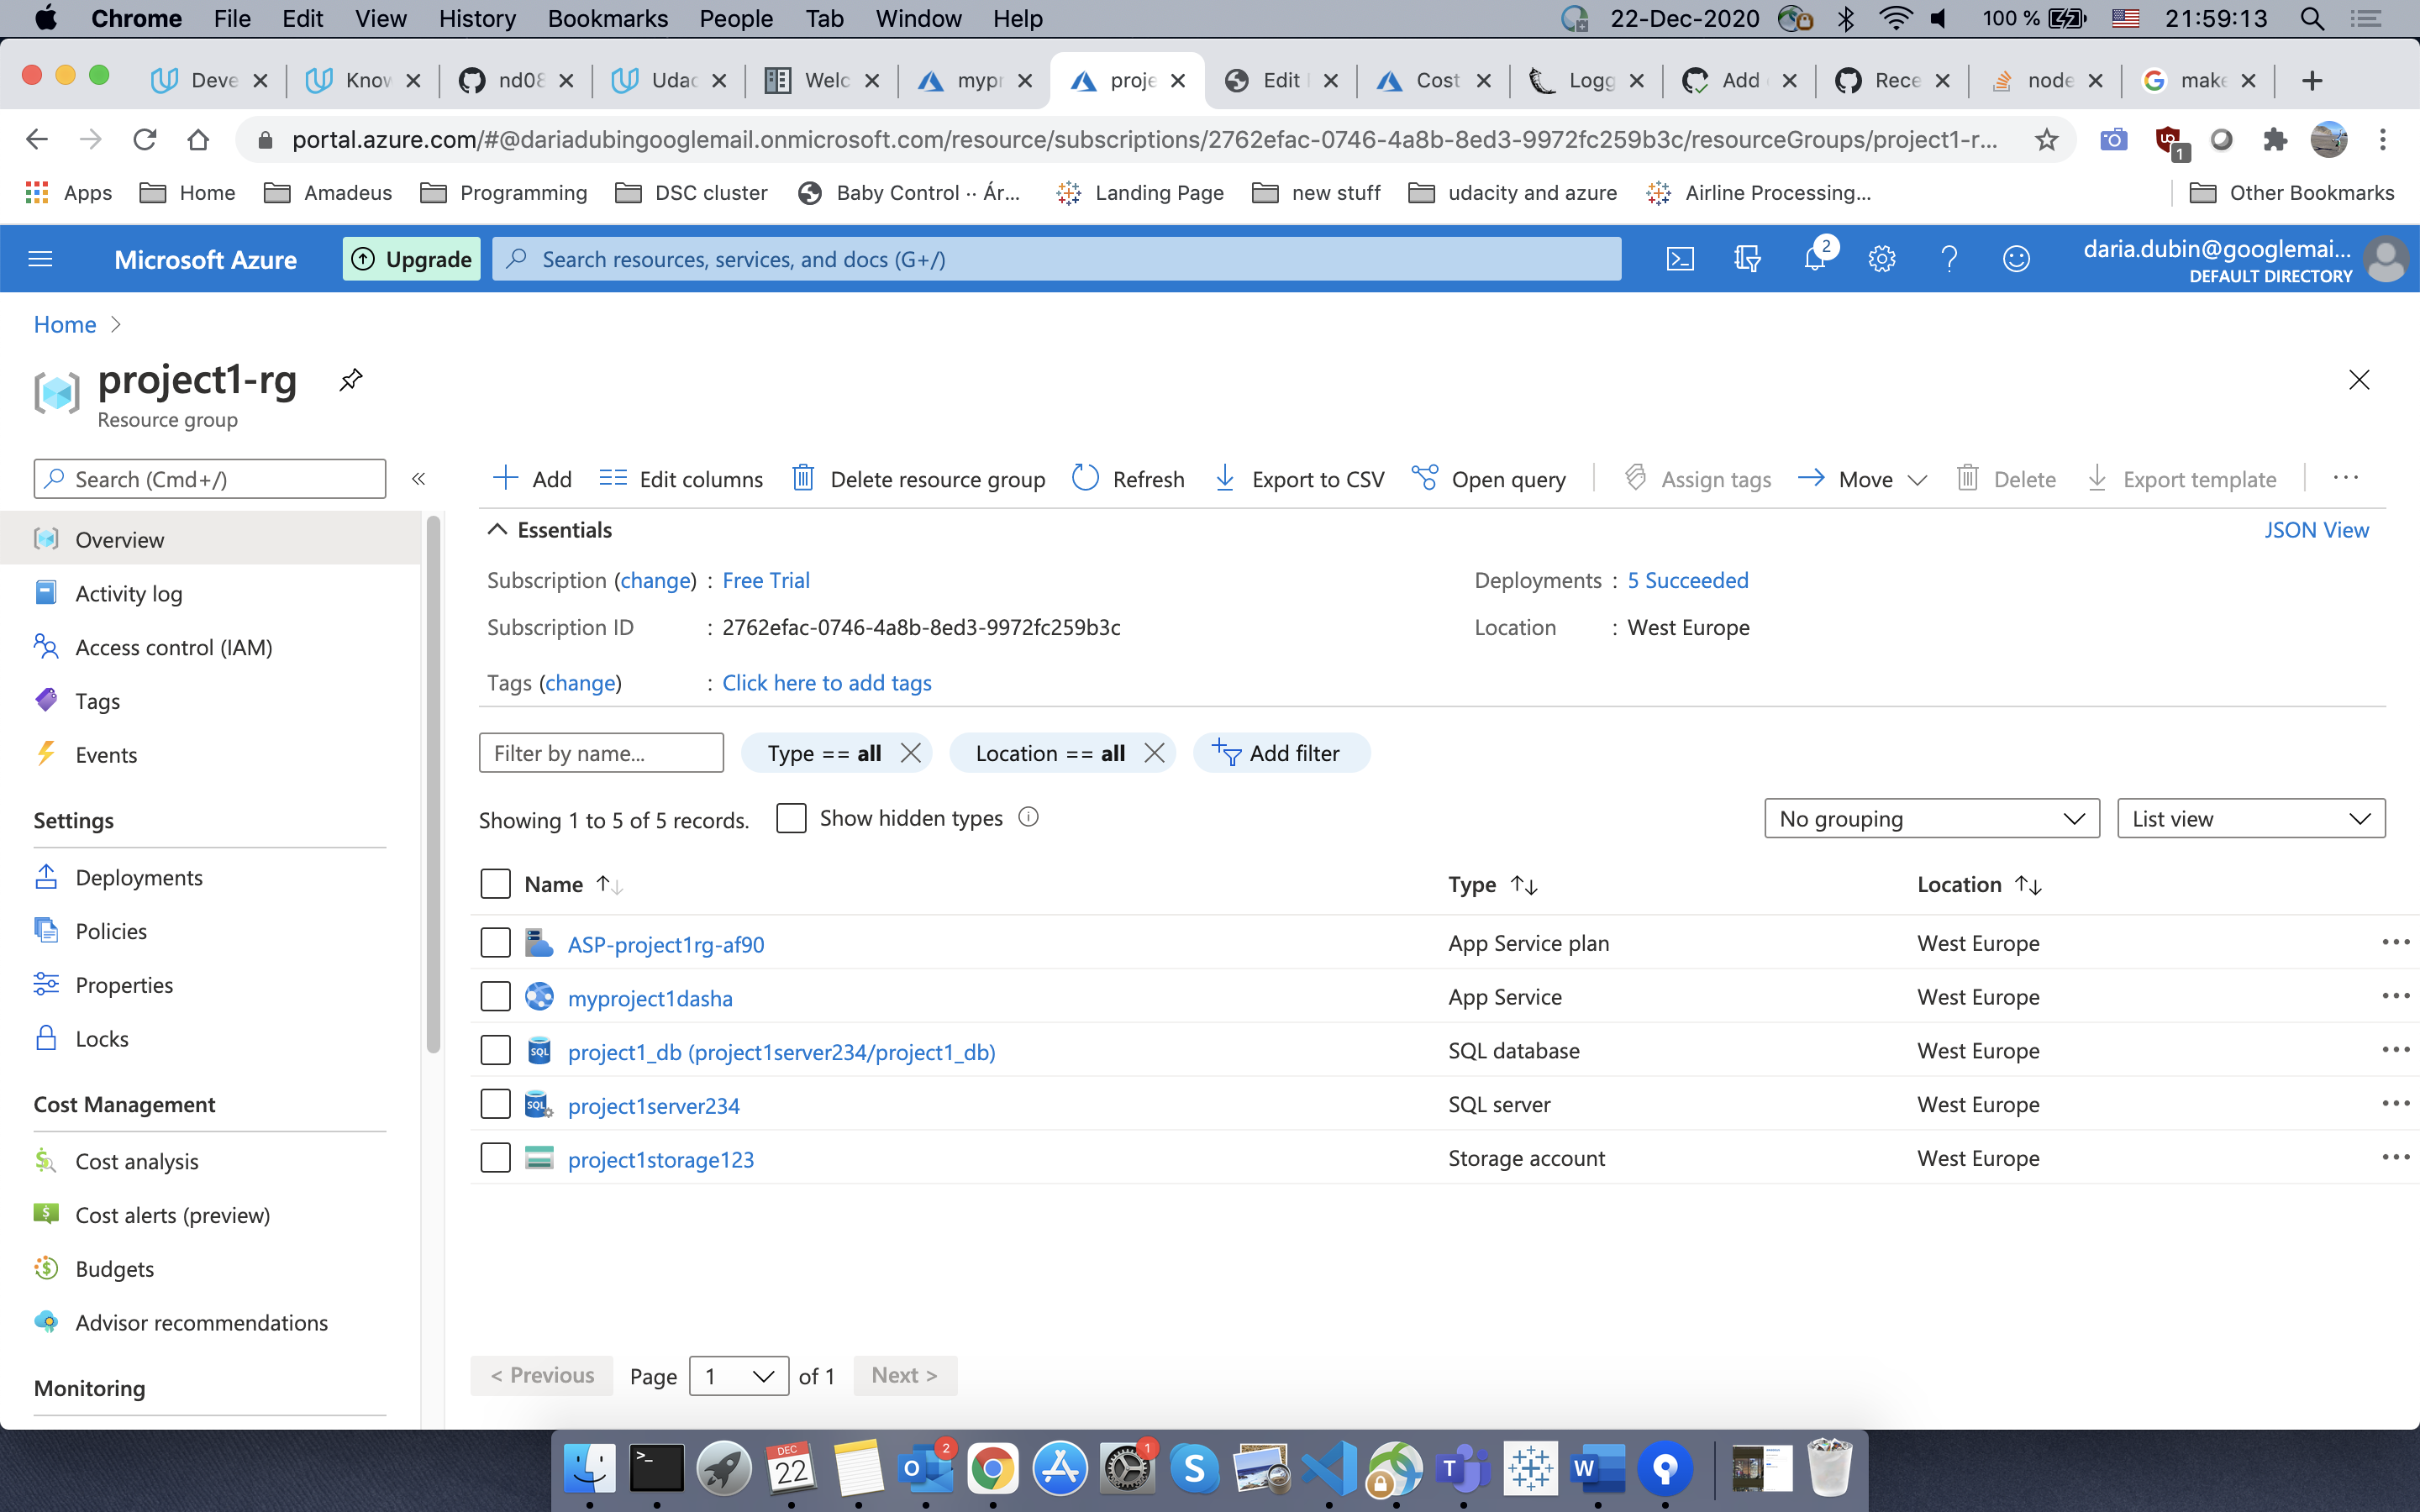 Chrome File Edit View History Bookmarks People Tab Window Help 22-Dec-2020 100 % 21:59:13
Deve Know nd08 Udac Welc mypr proje Edit Cost Logg Add Rece node make
portal.azure.com/#@dariadubingooglemail.onmicrosoft.com/resource/subscriptions/2762efac-0746-4a8b-8ed3-9972fc259b3c/resourceGroups/project1-r...
1
Apps Home Amadeus Programming DSC cluster Baby Control ·· Ár... Landing Page new stuff udacity and azure Airline Processing... Other Bookmarks
Microsoft Azure Upgrade Search resources, services, and docs (G+/) 2 daria.dubin@googlemai...
DEFAULT DIRECTORY
Home
project1-rg
Resource group
Search (Cmd+/) «
Add Edit columns Delete resource group Refresh Export to CSV Open query Assign tags Move Delete Export template ...
Overview
Activity log
Access control (IAM)
Tags
Events
Settings
Deployments
Policies
Properties
Locks
Cost Management
Cost analysis
Cost alerts (preview)
Budgets
Advisor recommendations
Monitoring
Essentials JSON View
Subscription (change) : Free Trial Deployments : 5 Succeeded
Subscription ID : 2762efac-0746-4a8b-8ed3-9972fc259b3c Location : West Europe
Tags (change) : Click here to add tags
Filter by name... Type == all Location == all Add filter
Showing 1 to 5 of 5 records. Show hidden types No grouping List view
Name Type Location
ASP-project1rg-af90 App Service plan West Europe
myproject1dasha App Service West Europe
project1_db (project1server234/project1_db) SQL database West Europe
project1server234 SQL server West Europe
project1storage123 Storage account West Europe
< Previous Page 1 of 1 Next >
DEC 22 2 1